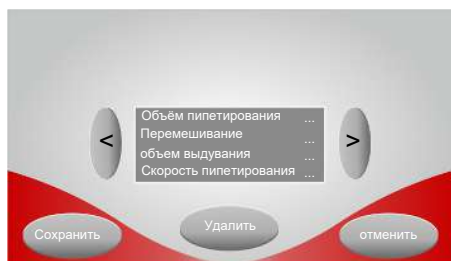 Объём пипетирования ...
Перемешивание ...
< >
объем выдувания ...
Скорость пипетирования ...
Сохранить Удалить отменить